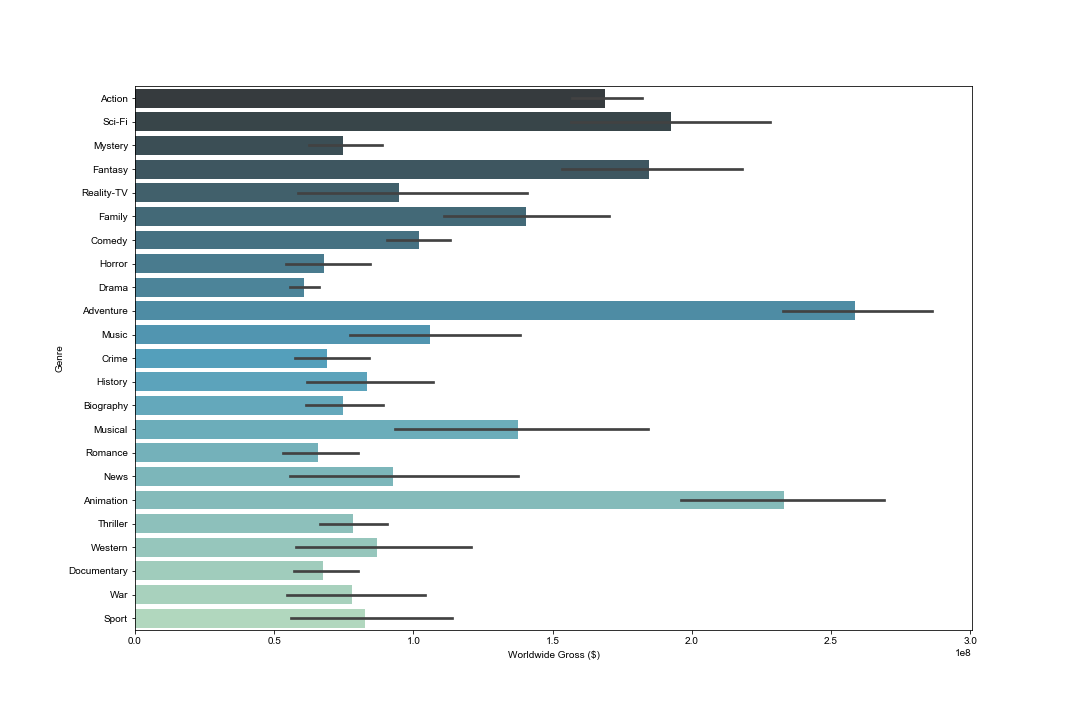 Genre
Action
Sci-Fi
Mystery
Fantasy
Reality-TV
Family
Comedy
Horror
Drama
Adventure
Music
Crime
History
Biography
Musical
Romance
News
Animation
Thriller
Western
Documentary
War
Sport
0.0 0.5 1.0 1.5 2.0 2.5 3.0
1e8
Worldwide Gross ($)